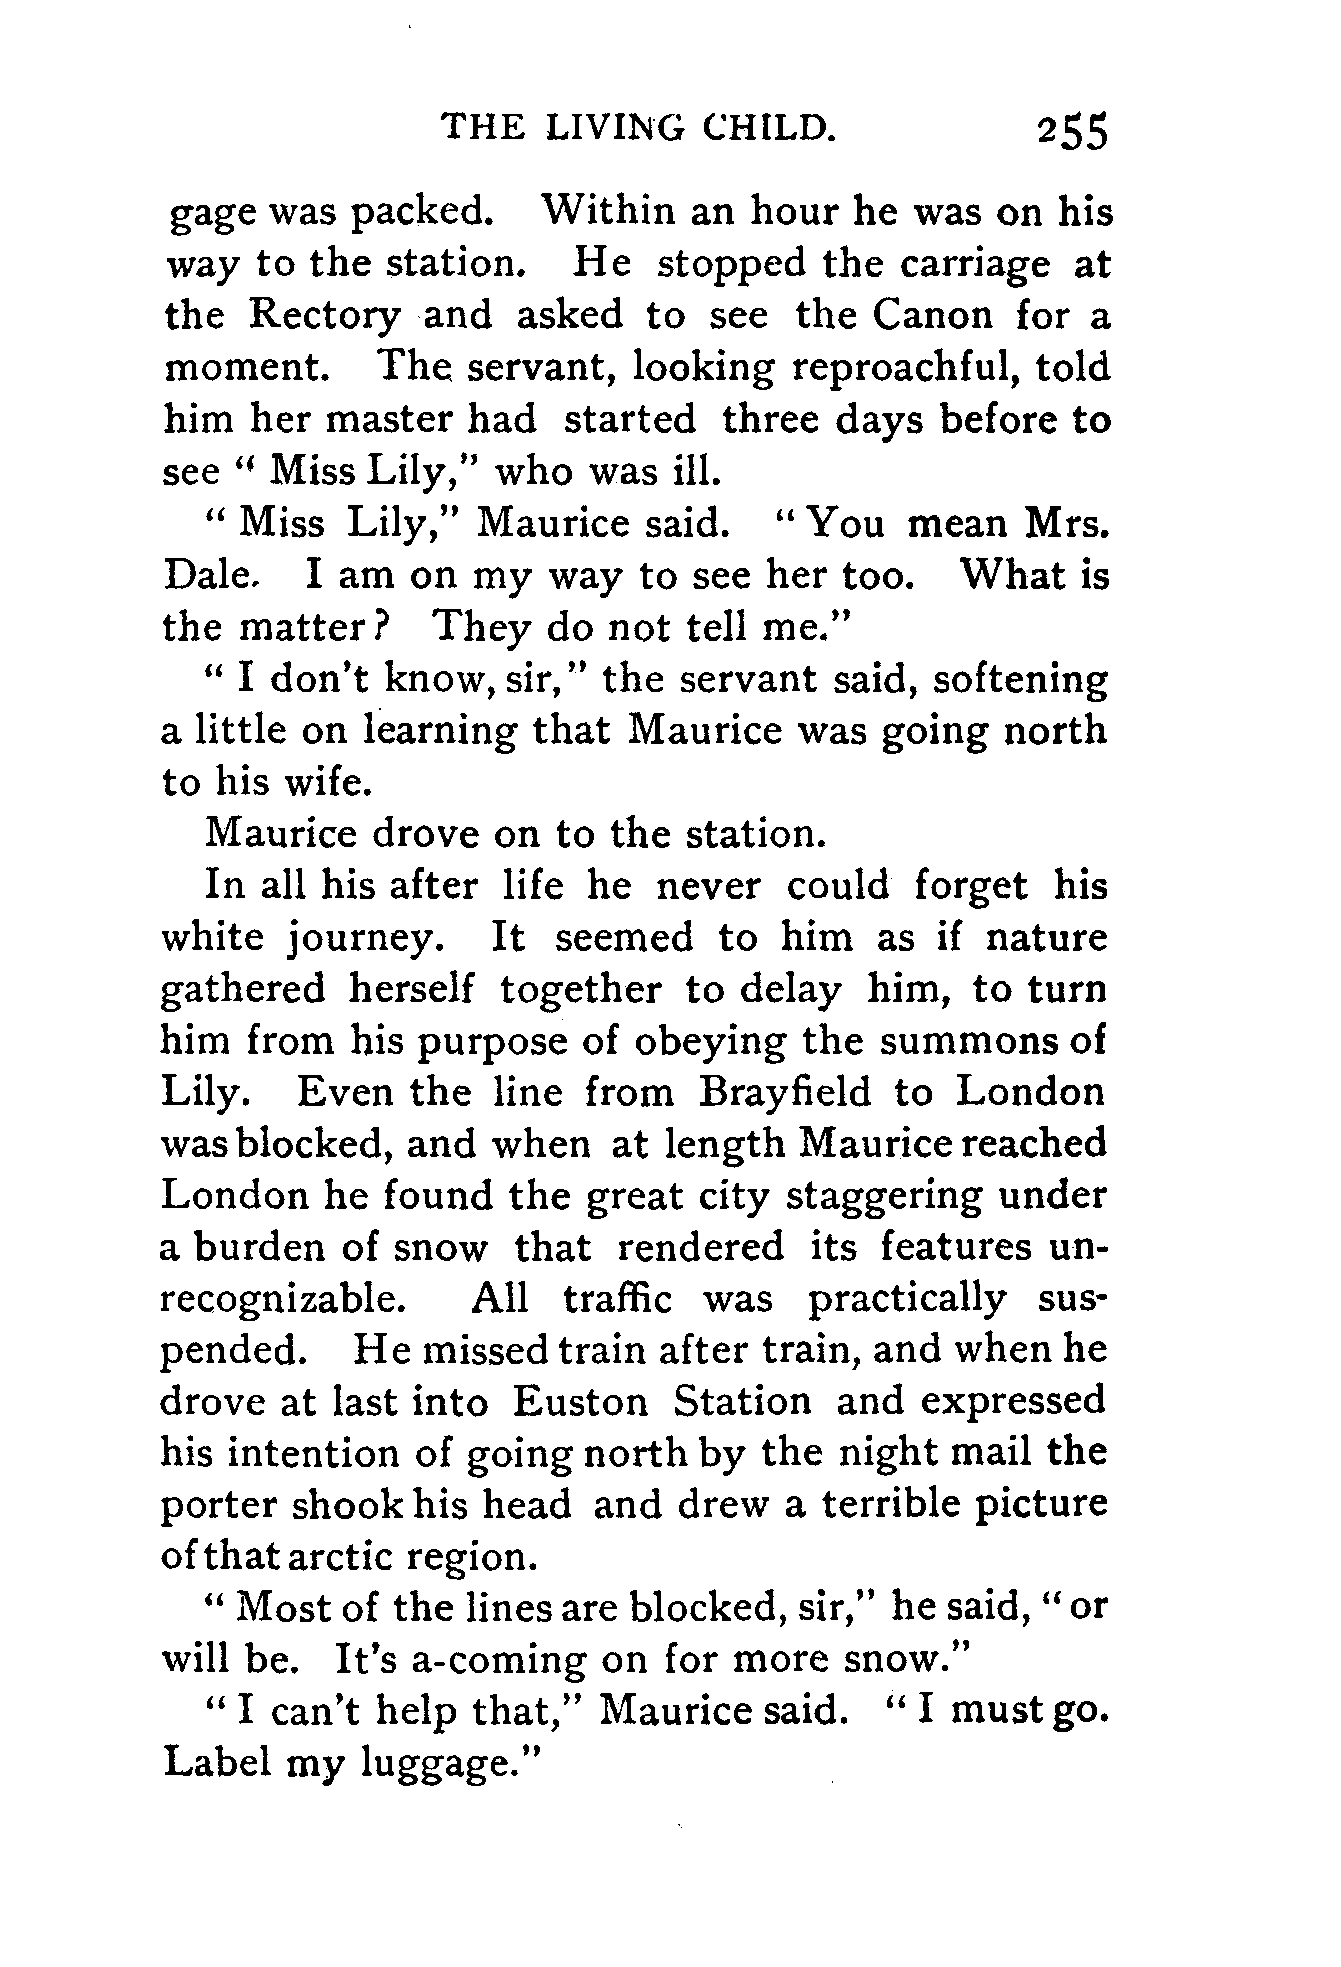 THE LIVING CHILD. 255
gage was packed. Within an hour he was on his
way to the station. He stopped the carriage at
the Rectory and asked to see the Canon for a
moment. The servant, looking reproachful, told
him her master had started three days before to
see “ Miss Lily,” who was ill.
“ Miss Lily,” Maurice said. “ You mean Mrs.
Dale. I am on my way to see her too. What is
the matter? They do not tell me.”
“ I don't know, sir,” the servant said, softening
a little on learning that Maurice was going north
to his wife.
Maurice drove on to the station.
In all his after life he never could forget his
white journey. It seemed to him as if nature
gathered herself together to delay him, to turn
him from his purpose of obeying the summons of
Lily. Even the line from Brayfield to London
was blocked, and when at length Maurice reached
London he found the great city staggering under
a burden of snow that rendered its features un-
recognizable. All traffic was practically sus-
pended. He missed train after train, and when he
drove at last into Euston Station and expressed
his intention of going north by the night mail the
porter shook his head and drew a terrible picture
of that arctic region.
“ Most of the lines are blocked, sir,” he said, “ or
will be. It's a-coming on for more snow.”
“ I can't help that,” Maurice said. “ I must go.
Label my luggage.”